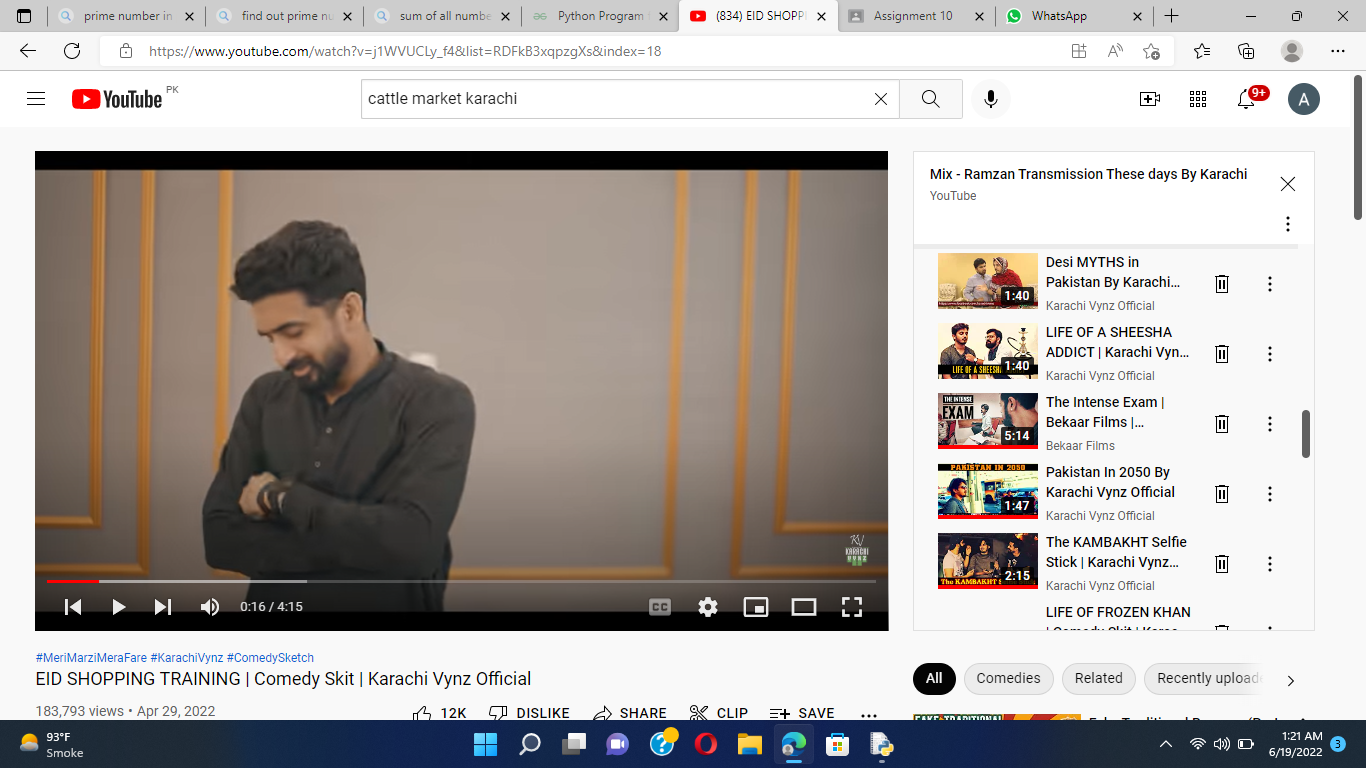 prime number in
find out prime nu
sum of all numbe
Python Program
(834) EID SHOPP
Assignment 10
WhatsApp
https://www.youtube.com/watch?v=j1WVUCLy_f4&list=RDFkB3xqpzgXs&index=18
YouTube PK
cattle market karachi
9+
A
KV
KARACHI
VYNZ
CC
0:16 / 4:15
#MeriMarziMeraFare #KarachiVynz #ComedySketch
EID SHOPPING TRAINING | Comedy Skit | Karachi Vynz Official
183,793 views • Apr 29, 2022
12K
DISLIKE
SHARE
CLIP
SAVE
Mix - Ramzan Transmission These days By Karachi
YouTube
1:40
Desi MYTHS in
Pakistan By Karachi...
Karachi Vynz Official
LIFE OF A SHEESHA
1:40
LIFE OF A SHEESHA
ADDICT | Karachi Vyn...
Karachi Vynz Official
THE INTENSE
EXAM
5:14
The Intense Exam |
Bekaar Films |...
Bekaar Films
PAKISTAN IN 2050
1:47
Pakistan In 2050 By
Karachi Vynz Official
Karachi Vynz Official
The KAMBAKHT S
2:15
The KAMBAKHT Selfie
Stick | Karachi Vynz...
Karachi Vynz Official
LIFE OF FROZEN KHAN
All
Comedies
Related
Recently uploade
93°F
Smoke
1:21 AM
6/19/2022
3